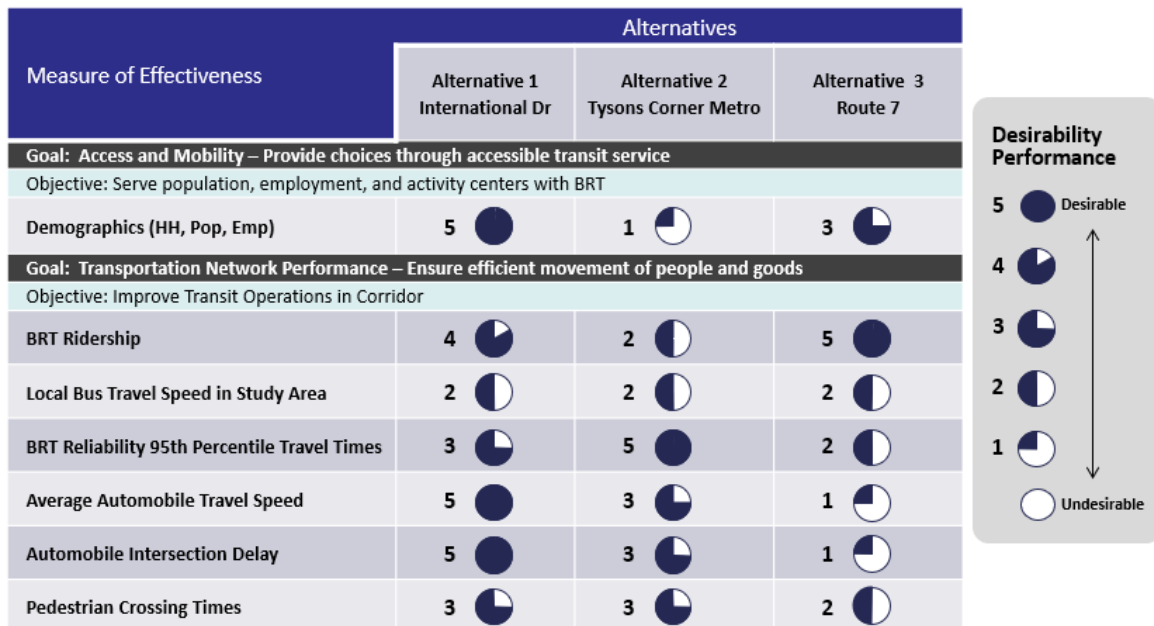 Measure of Effectiveness
Alternatives
Alternative 1
International Dr
Alternative 2
Tysons Corner Metro
Alternative 3
Route 7
Goal: Access and Mobility – Provide choices through accessible transit service
Objective: Serve population, employment, and activity centers with BRT
Demographics (HH, Pop, Emp) 5 1 3
Goal: Transportation Network Performance – Ensure efficient movement of people and goods
Objective: Improve Transit Operations in Corridor
BRT Ridership 4 2 5
Local Bus Travel Speed in Study Area 2 2 2
BRT Reliability 95th Percentile Travel Times 3 5 2
Average Automobile Travel Speed 5 3 1
Automobile Intersection Delay 5 3 1
Pedestrian Crossing Times 3 3 2
Desirability
Performance
5 Desirable
4
3
2
1
Undesirable